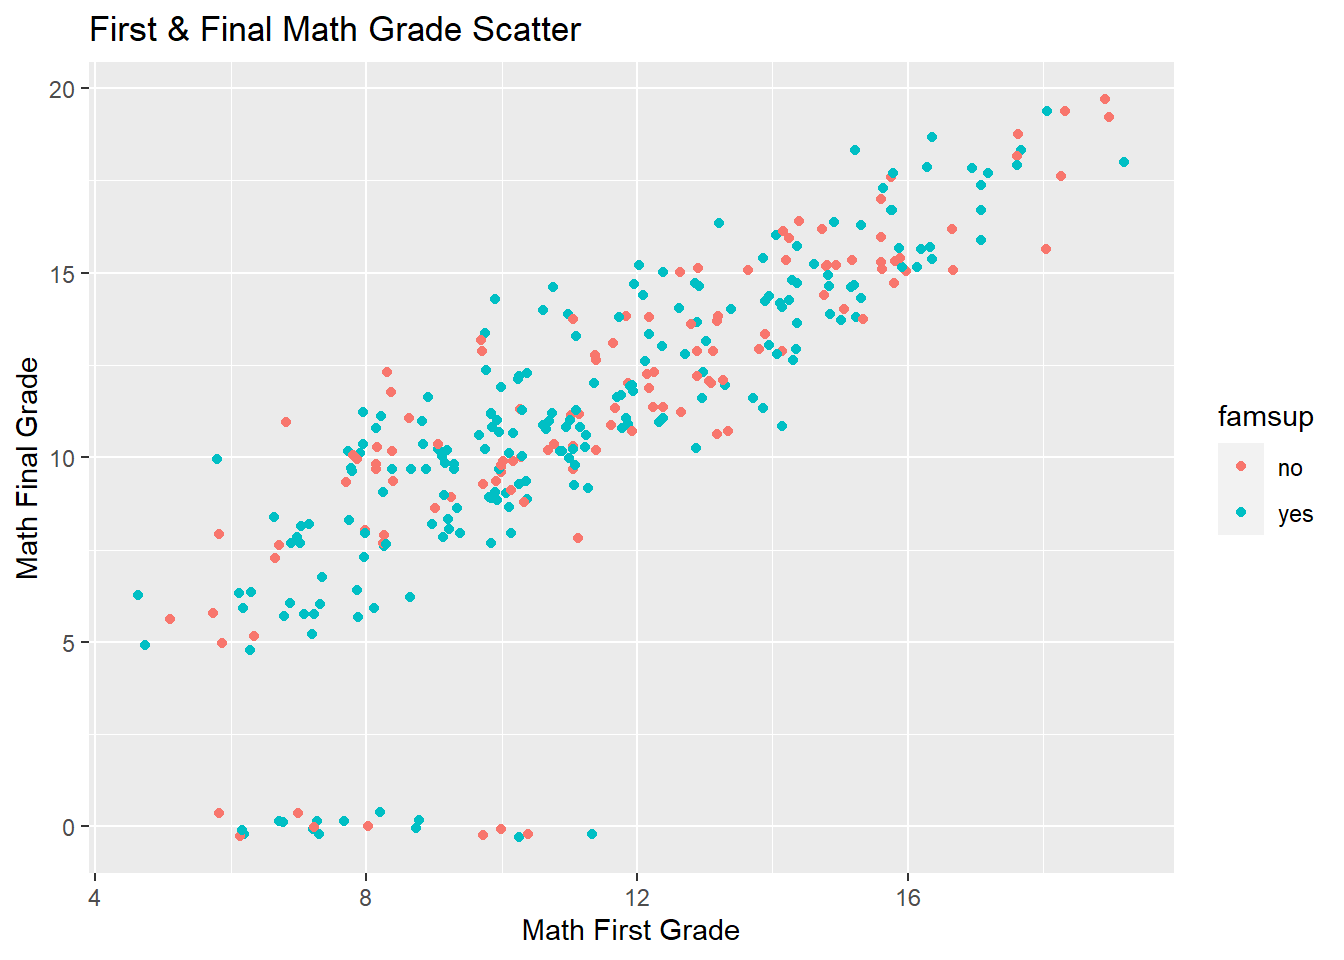 First & Final Math Grade Scatter
20
15
10
5
0
Math Final Grade
4 8 12 16
Math First Grade
famsup
no
yes